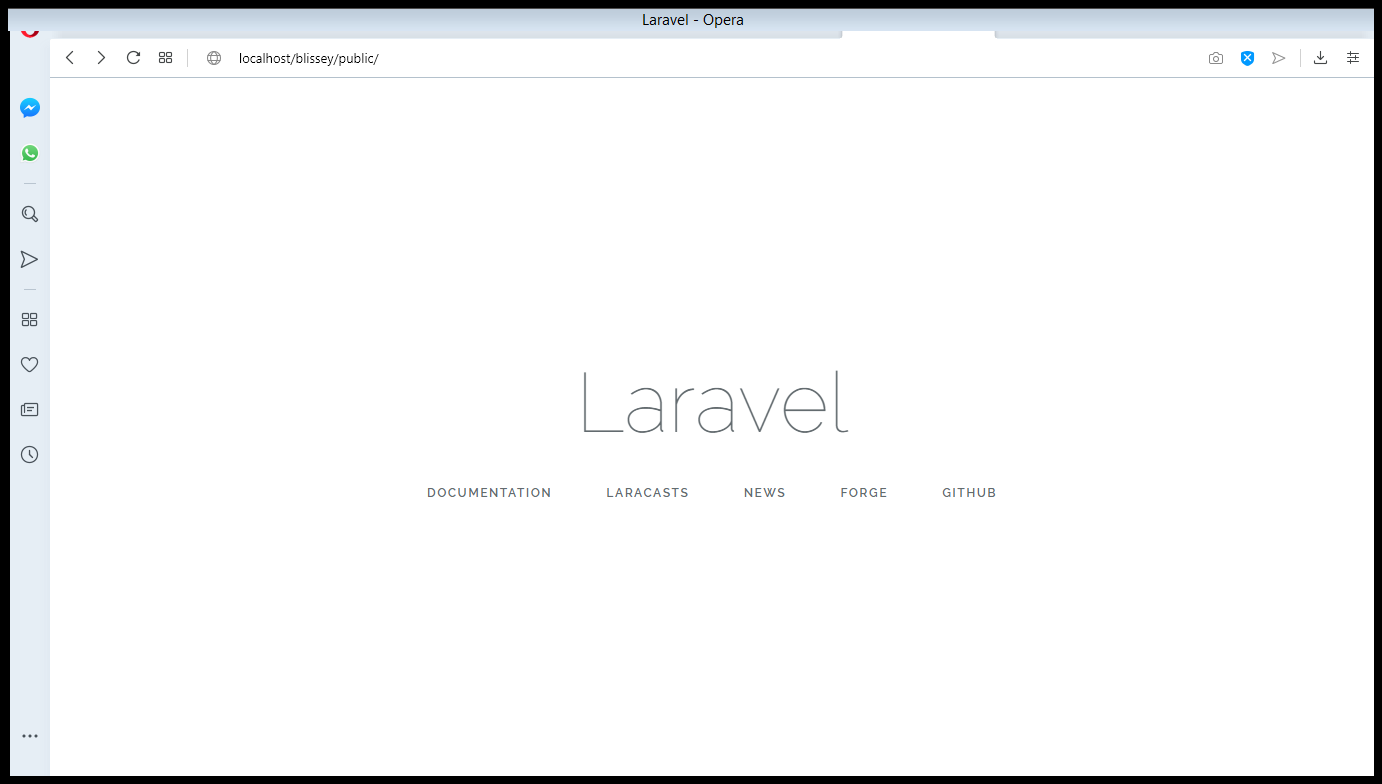 Laravel - Opera
localhost/blissey/public/
Laravel
DOCUMENTATION LARACASTS NEWS FORGE GITHUB